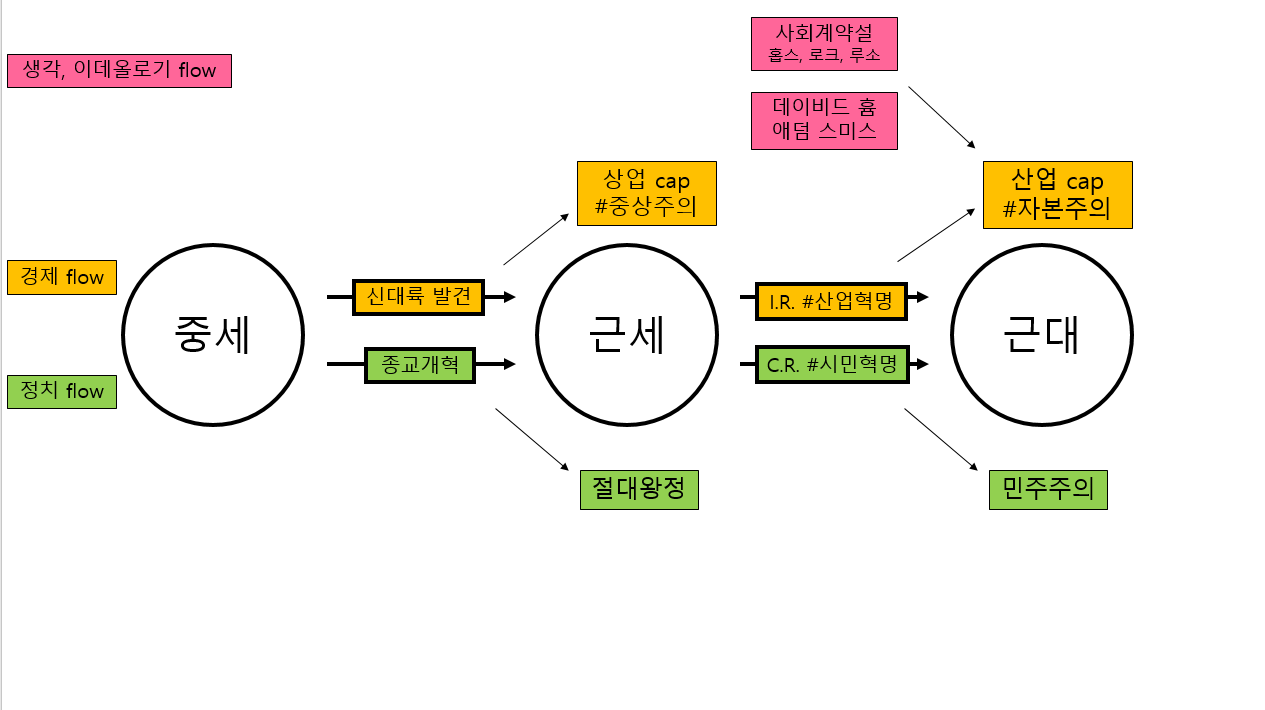 사회계약설
홉스, 로크, 루소
생각, 이데올로기 flow
데이비드 흄
애덤 스미스
상업 cap
#중상주의
산업 cap
#자본주의
경제 flow
신대륙 발견
I.R. #산업혁명
중세
근세
근대
종교개혁
C.R. #시민혁명
정치 flow
절대왕정
민주주의